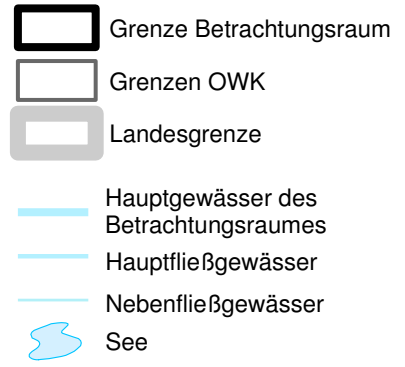 Grenze Betrachtungsraum
Grenzen OWK
Landesgrenze
Hauptgewässer des
Betrachtungsraumes
Hauptfließgewässer
Nebenfließgewässer
See